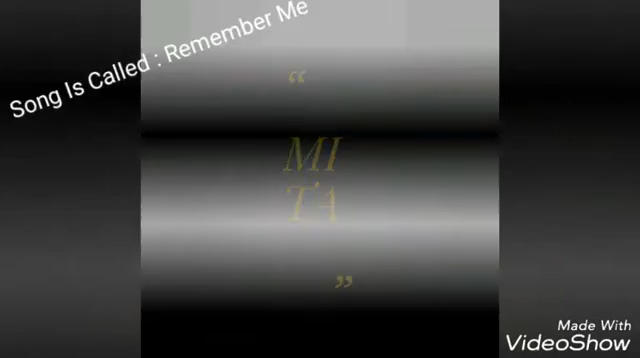 Song Is Called : Remember Me
“
MI
TA
”
Made With
VideoShow